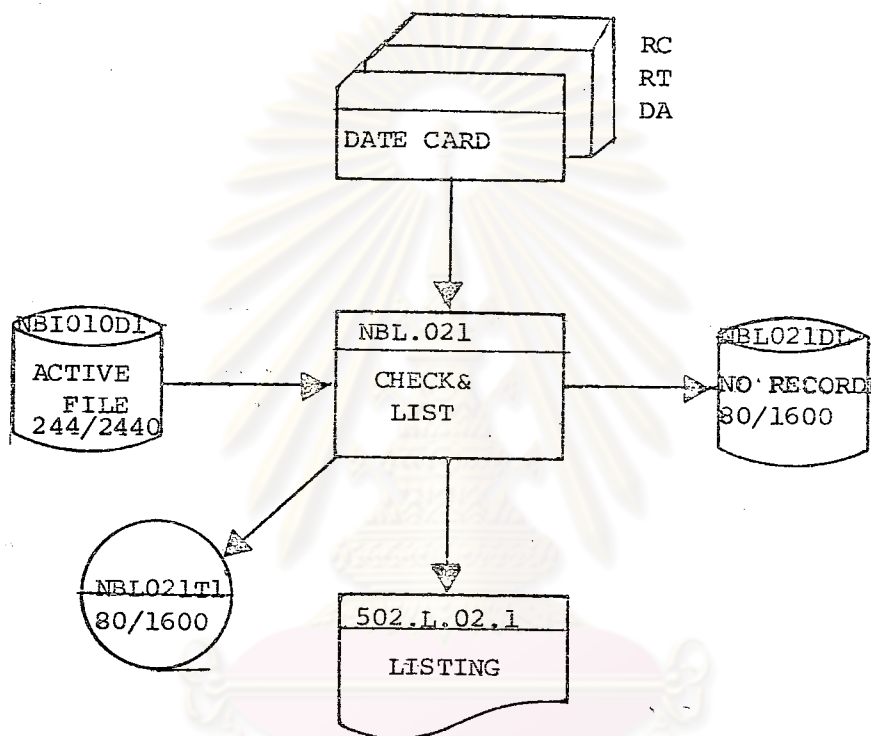 RC
RT
DA
DATE CARD
NBI010D1
ACTIVE
FILE
244/2440
NBL.021
CHECK&
LIST
NBL021D1
NO RECORD
80/1600
NBL021T1
80/1600
502.L.02.1
LISTING